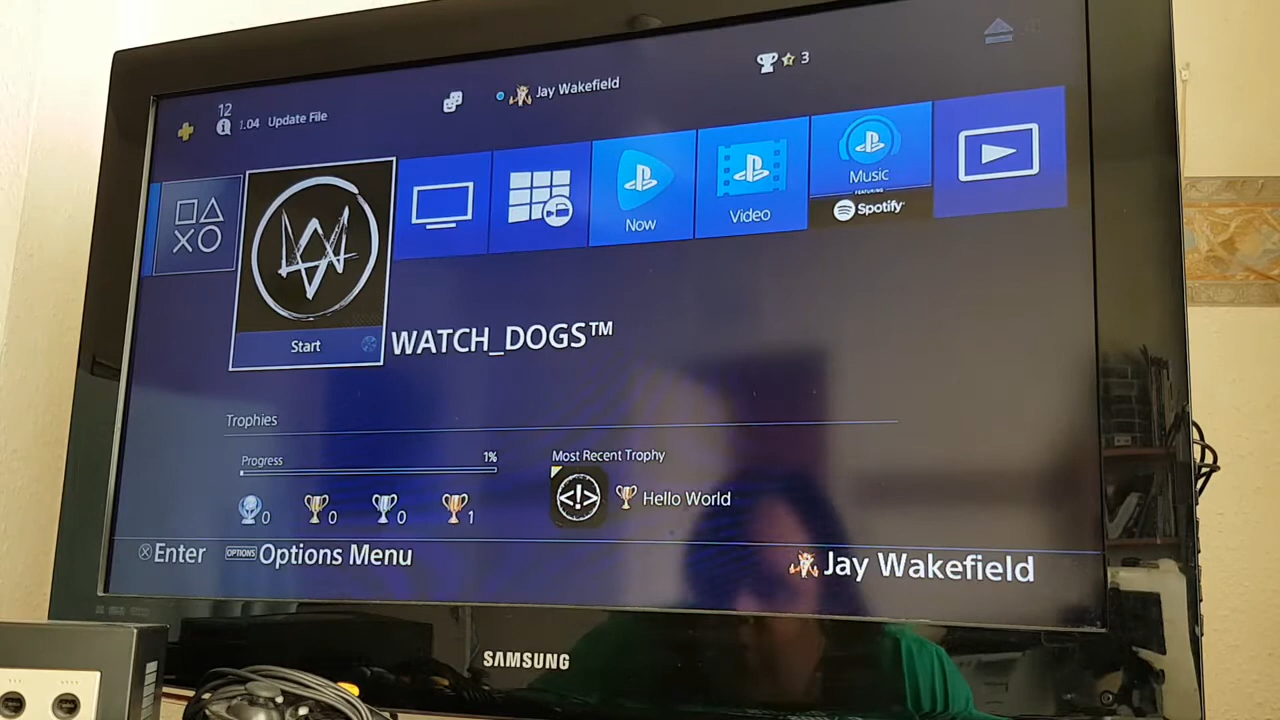 12
1.04 Update File
Jay Wakefield
3
Now
Video
Music
FEATURING
Spotify
Start
WATCH_DOGS™
Trophies
Progress
1%
0
0
0
1
Most Recent Trophy
<!>
Hello World
Enter
OPTIONS
Options Menu
Jay Wakefield
SAMSUNG